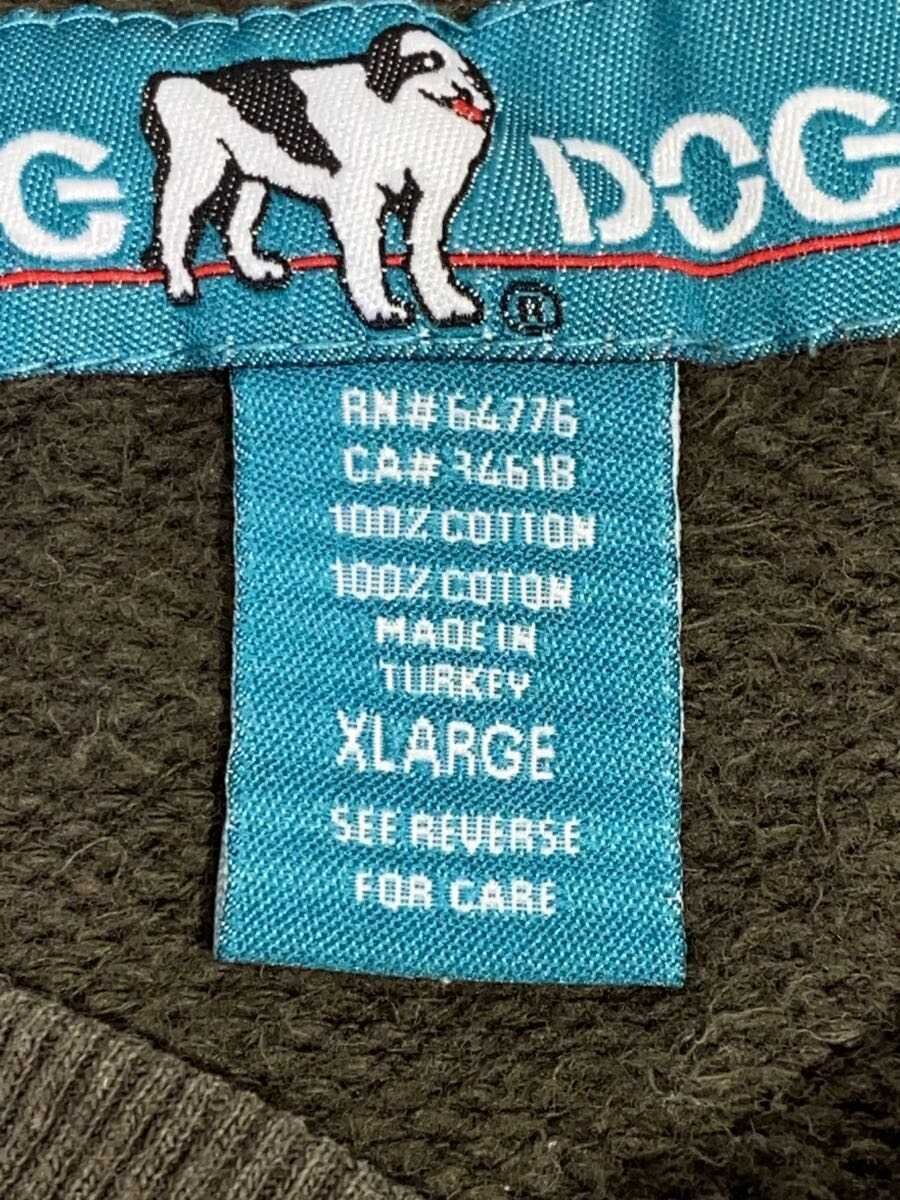 G DOG
®
RN# 64776
CA# 34618
100% COTTON
100% COTON
MADE IN
TURKEY
XLARGE
SEE REVERSE
FOR CARE